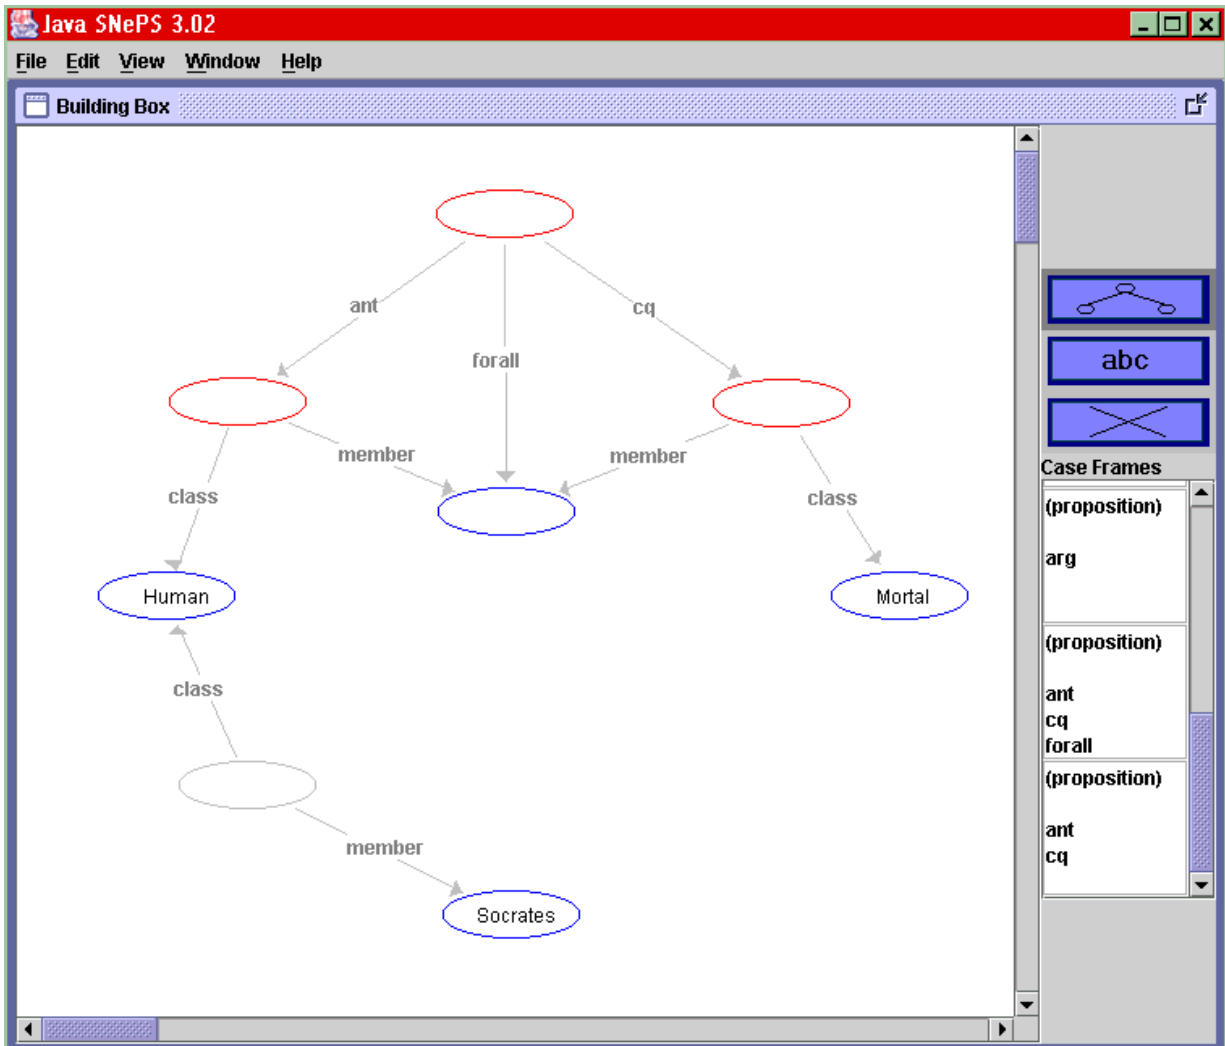 Java SNePS 3.02
File Edit View Window Help
Building Box
ant
cq
forall
member
member
class
class
Human
Mortal
class
member
Socrates
abc
Case Frames
(proposition)
arg
(proposition)
ant
cq
forall
(proposition)
ant
cq